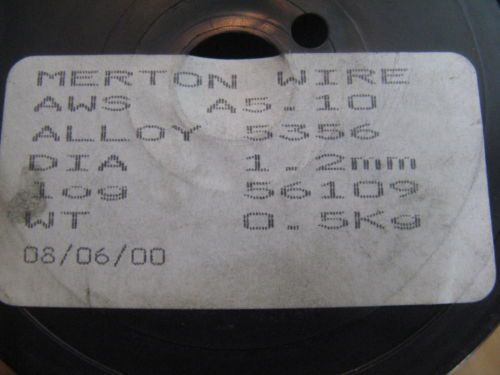 MERTON WIRE
AWS A5.10
ALLOY 5356
DIA 1.2mm
log 56109
WT 0.5Kg
08/06/00